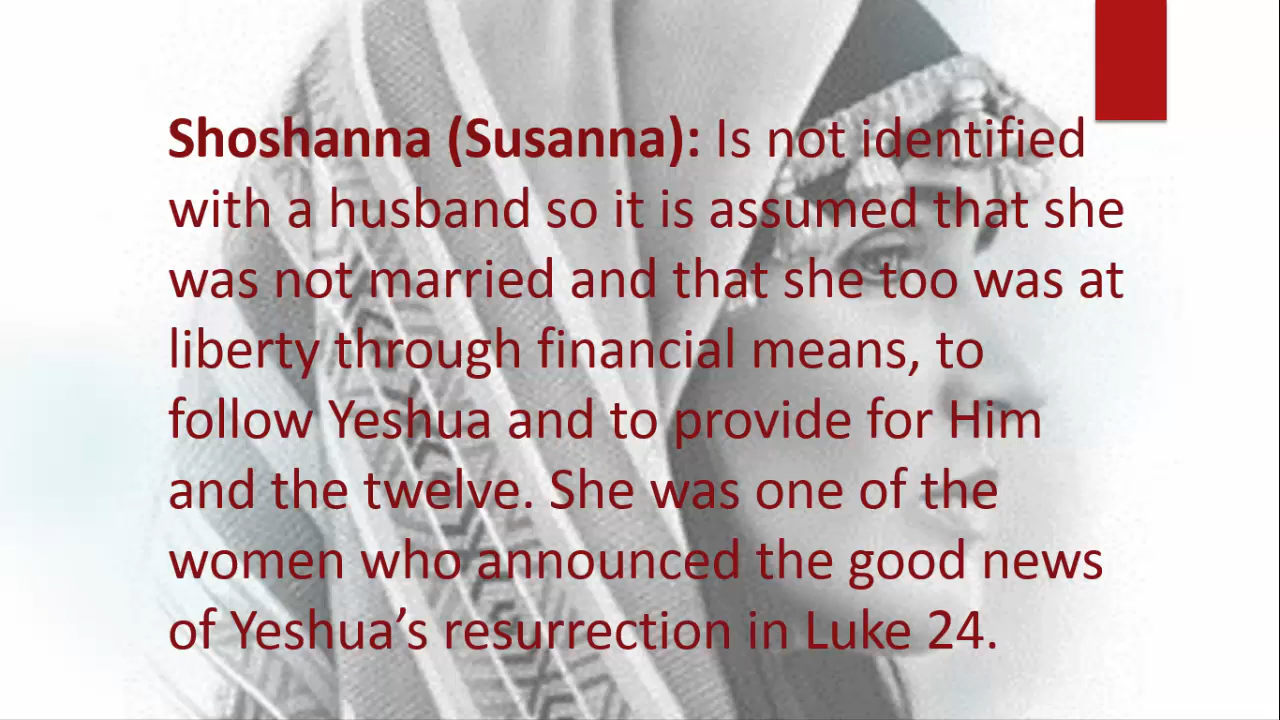 Shoshanna (Susanna): Is not identified
with a husband so it is assumed that she
was not married and that she too was at
liberty through financial means, to
follow Yeshua and to provide for Him
and the twelve. She was one of the
women who announced the good news
of Yeshua’s resurrection in Luke 24.